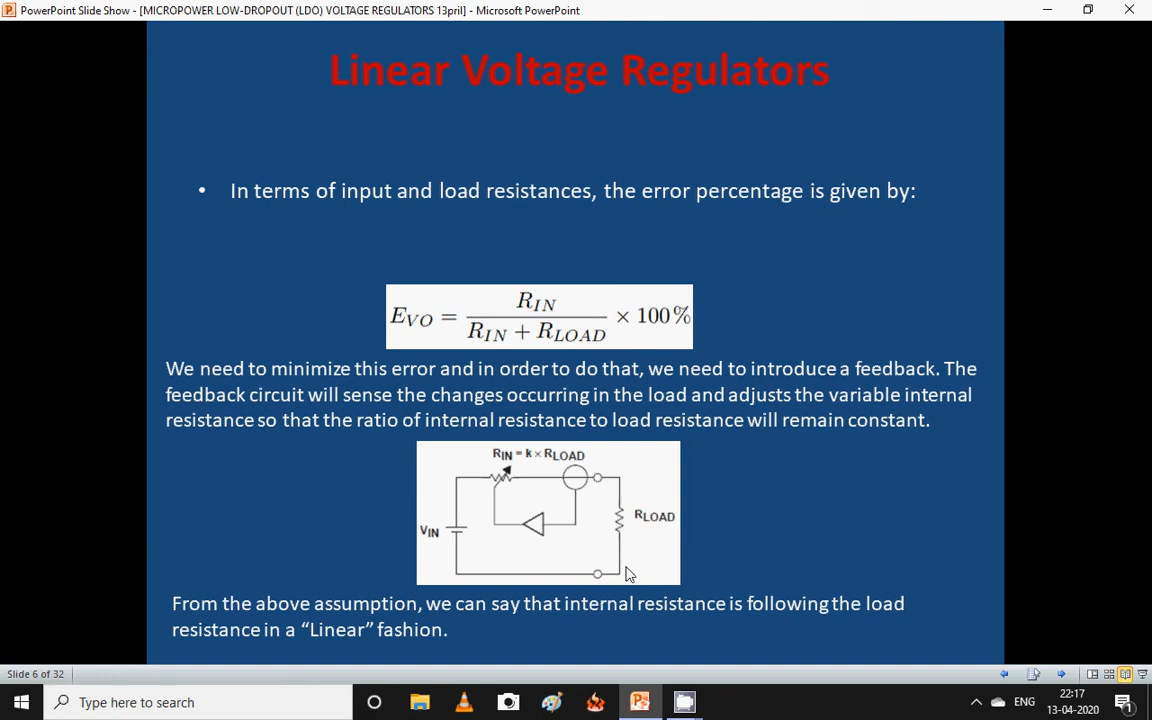 PowerPoint Slide Show - [MICROPOWER LOW-DROPOUT (LDO) VOLTAGE REGULATORS 13pril] - Microsoft PowerPoint
Linear Voltage Regulators
• In terms of input and load resistances, the error percentage is given by:
E_VO = R_IN / (R_IN + R_LOAD) × 100%
We need to minimize this error and in order to do that, we need to introduce a feedback. The
feedback circuit will sense the changes occurring in the load and adjusts the variable internal
resistance so that the ratio of internal resistance to load resistance will remain constant.
RIN = k × RLOAD
RLOAD
VIN
From the above assumption, we can say that internal resistance is following the load
resistance in a “Linear” fashion.
Slide 6 of 32
Type here to search
ENG
22:17
13-04-2020
1